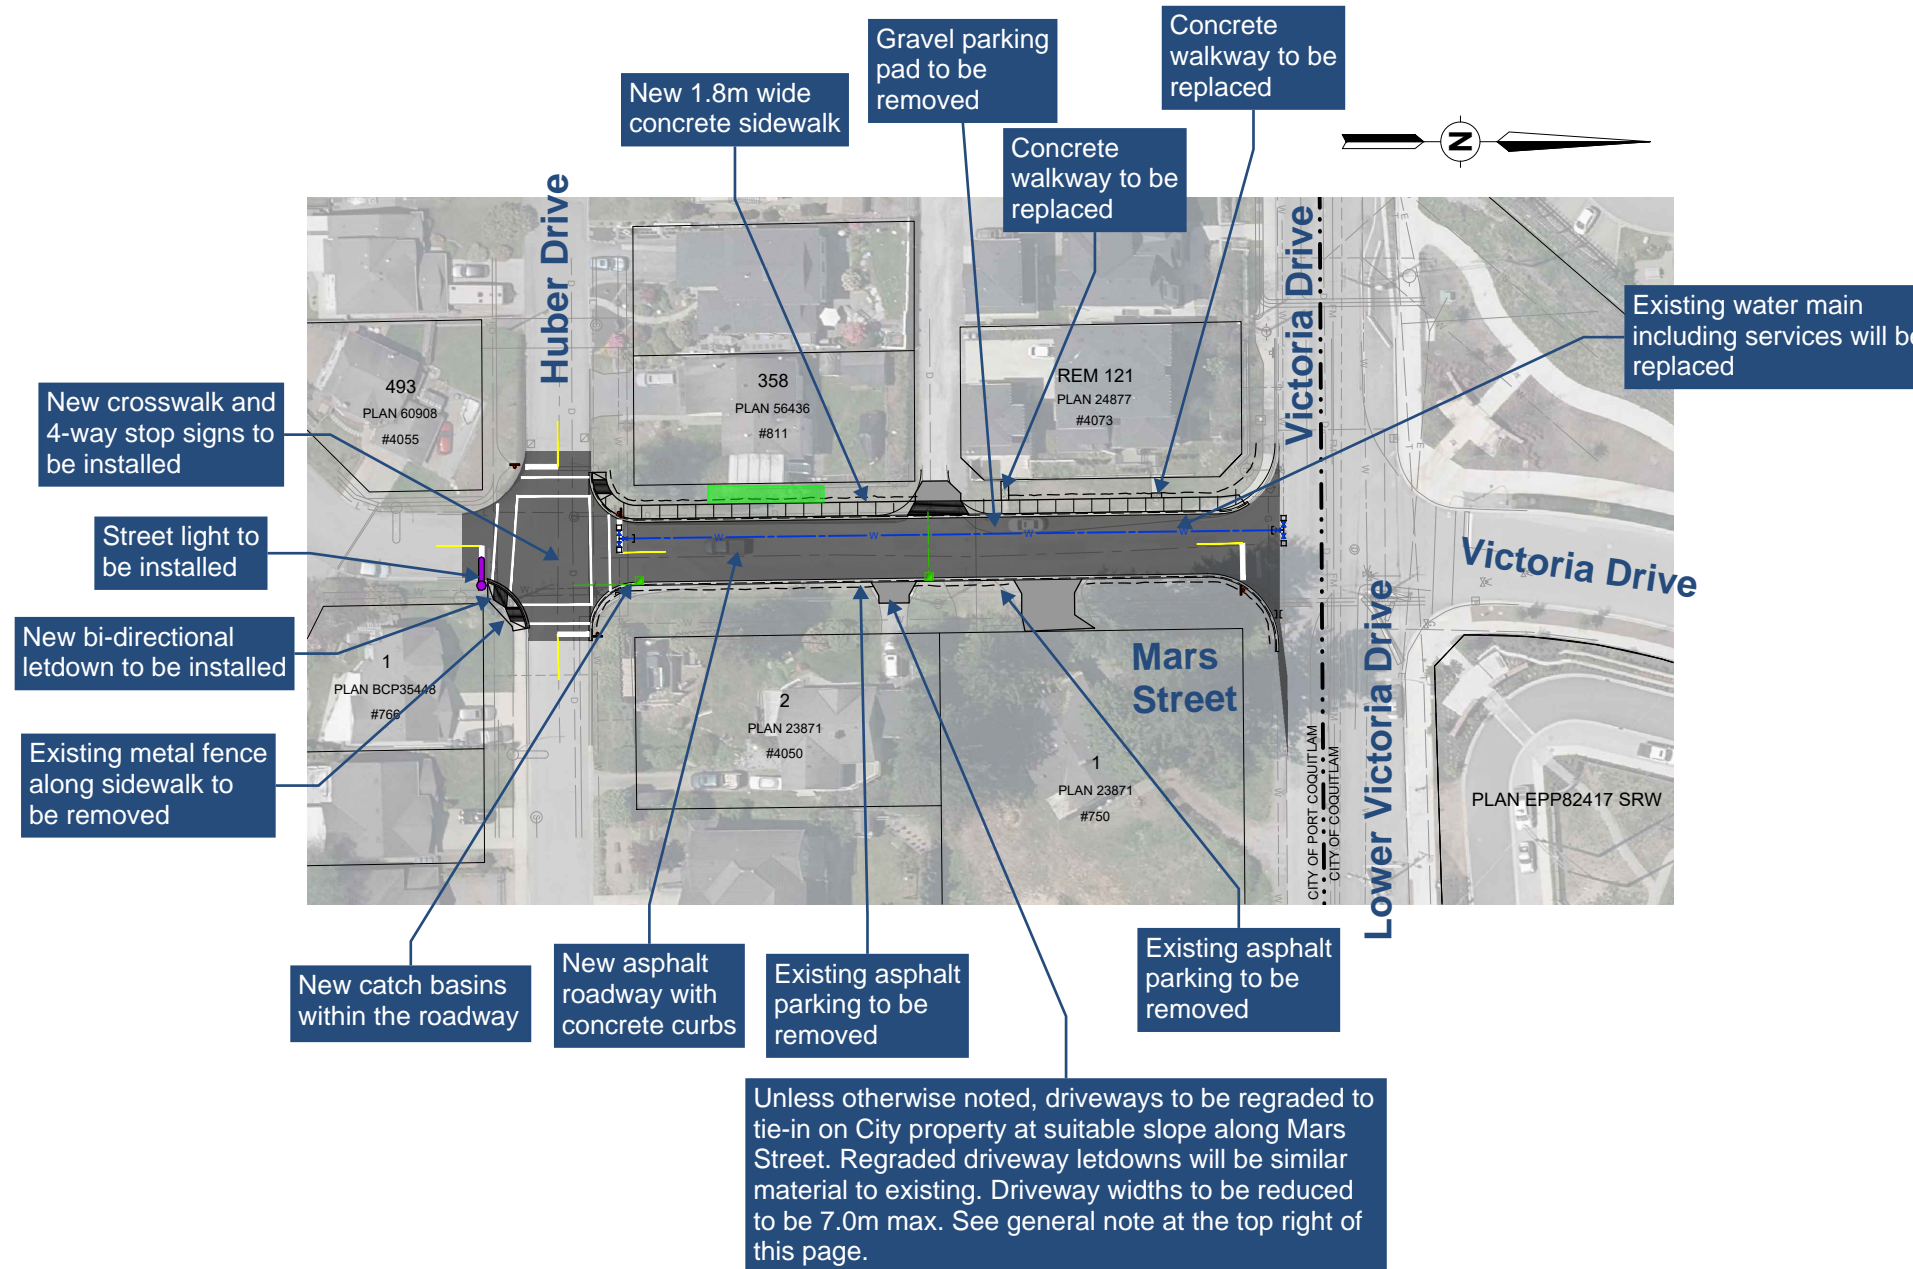 Concrete
walkway to be
replaced
Gravel parking
pad to be
removed
New 1.8m wide
concrete sidewalk
Concrete
walkway to be
replaced
N
Huber Drive
Victoria Drive
Existing water main
including services will be
replaced
493
PLAN 60908
#4055
358
PLAN 56436
#811
REM 121
PLAN 24877
#4073
New crosswalk and
4-way stop signs to
be installed
Street light to
be installed
W
W
W
W
Victoria Drive
New bi-directional
letdown to be installed
1
PLAN BCP35448
#766
Mars
Street
Lower Victoria Drive
2
PLAN 23871
#4050
Existing metal fence
along sidewalk to
be removed
1
PLAN 23871
#750
CITY OF PORT COQUITLAM
CITY OF COQUITLAM
PLAN EPP82417 SRW
New catch basins
within the roadway
New asphalt
roadway with
concrete curbs
Existing asphalt
parking to be
removed
Existing asphalt
parking to be
removed
Unless otherwise noted, driveways to be regraded to
tie-in on City property at suitable slope along Mars
Street. Regraded driveway letdowns will be similar
material to existing. Driveway widths to be reduced
to be 7.0m max. See general note at the top right of
this page.